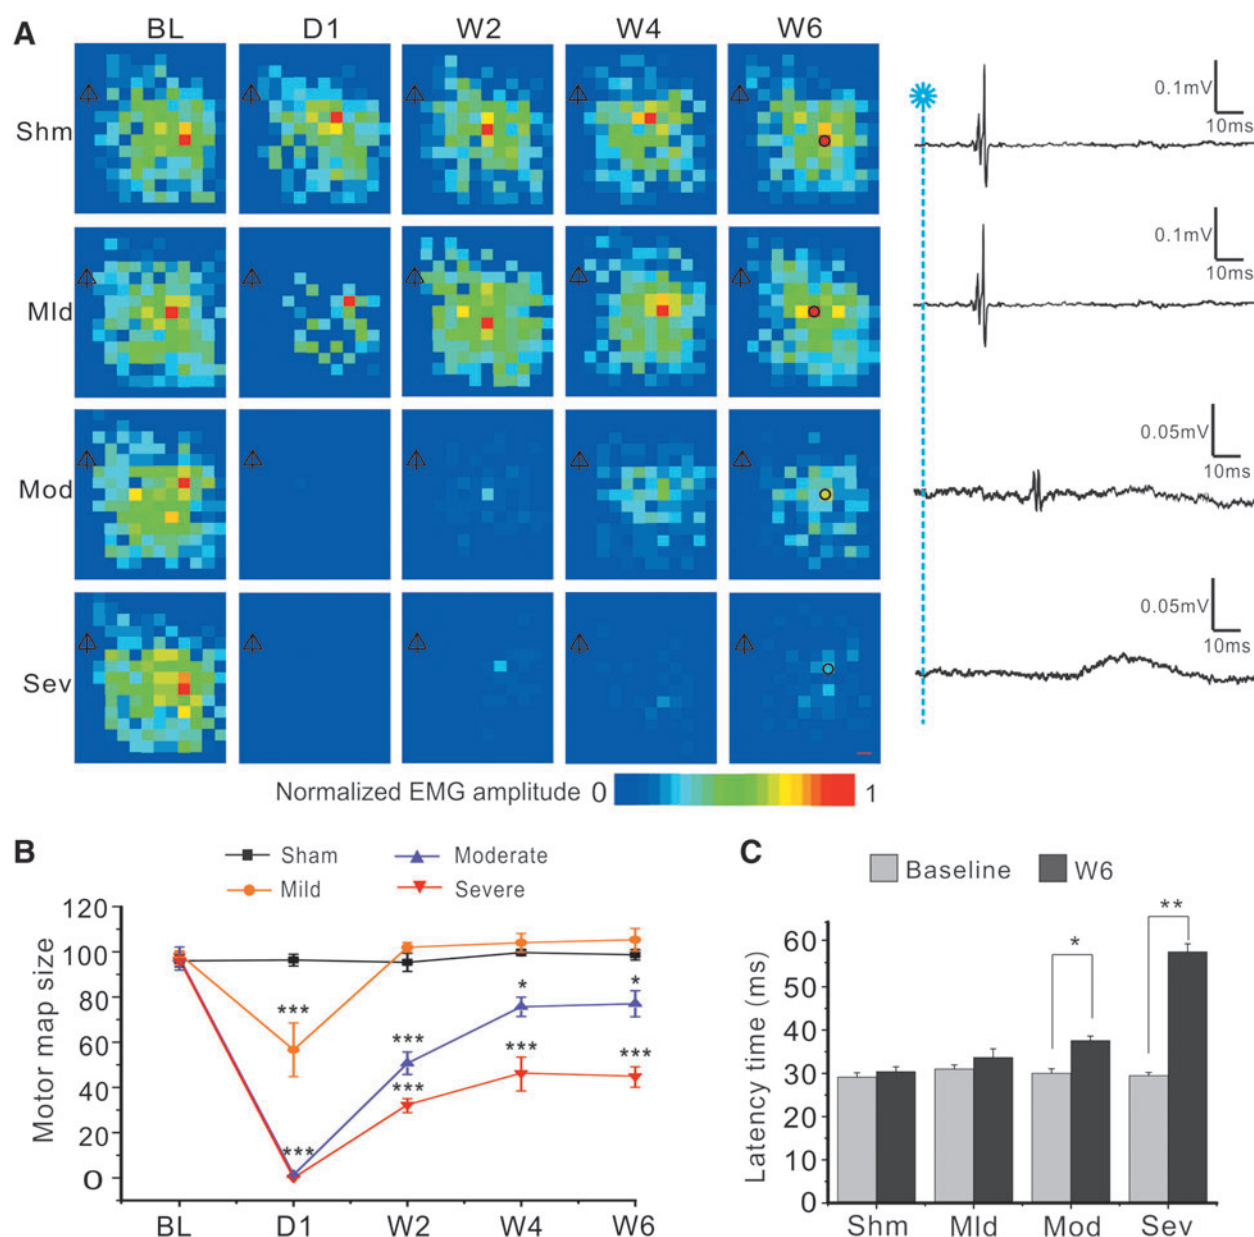 A
BL D1 W2 W4 W6
Shm
0.1mV
10ms
Mld
0.1mV
10ms
Mod
0.05mV
10ms
Sev
0.05mV
10ms
Normalized EMG amplitude 0 1
B
Sham Moderate
Mild Severe
Motor map size
120
100
80
60
40
20
0
***
***
***
***
*
***
*
***
BL D1 W2 W4 W6
C
Baseline W6
Latency time (ms)
60
50
40
30
20
10
0
*
**
Shm Mld Mod Sev